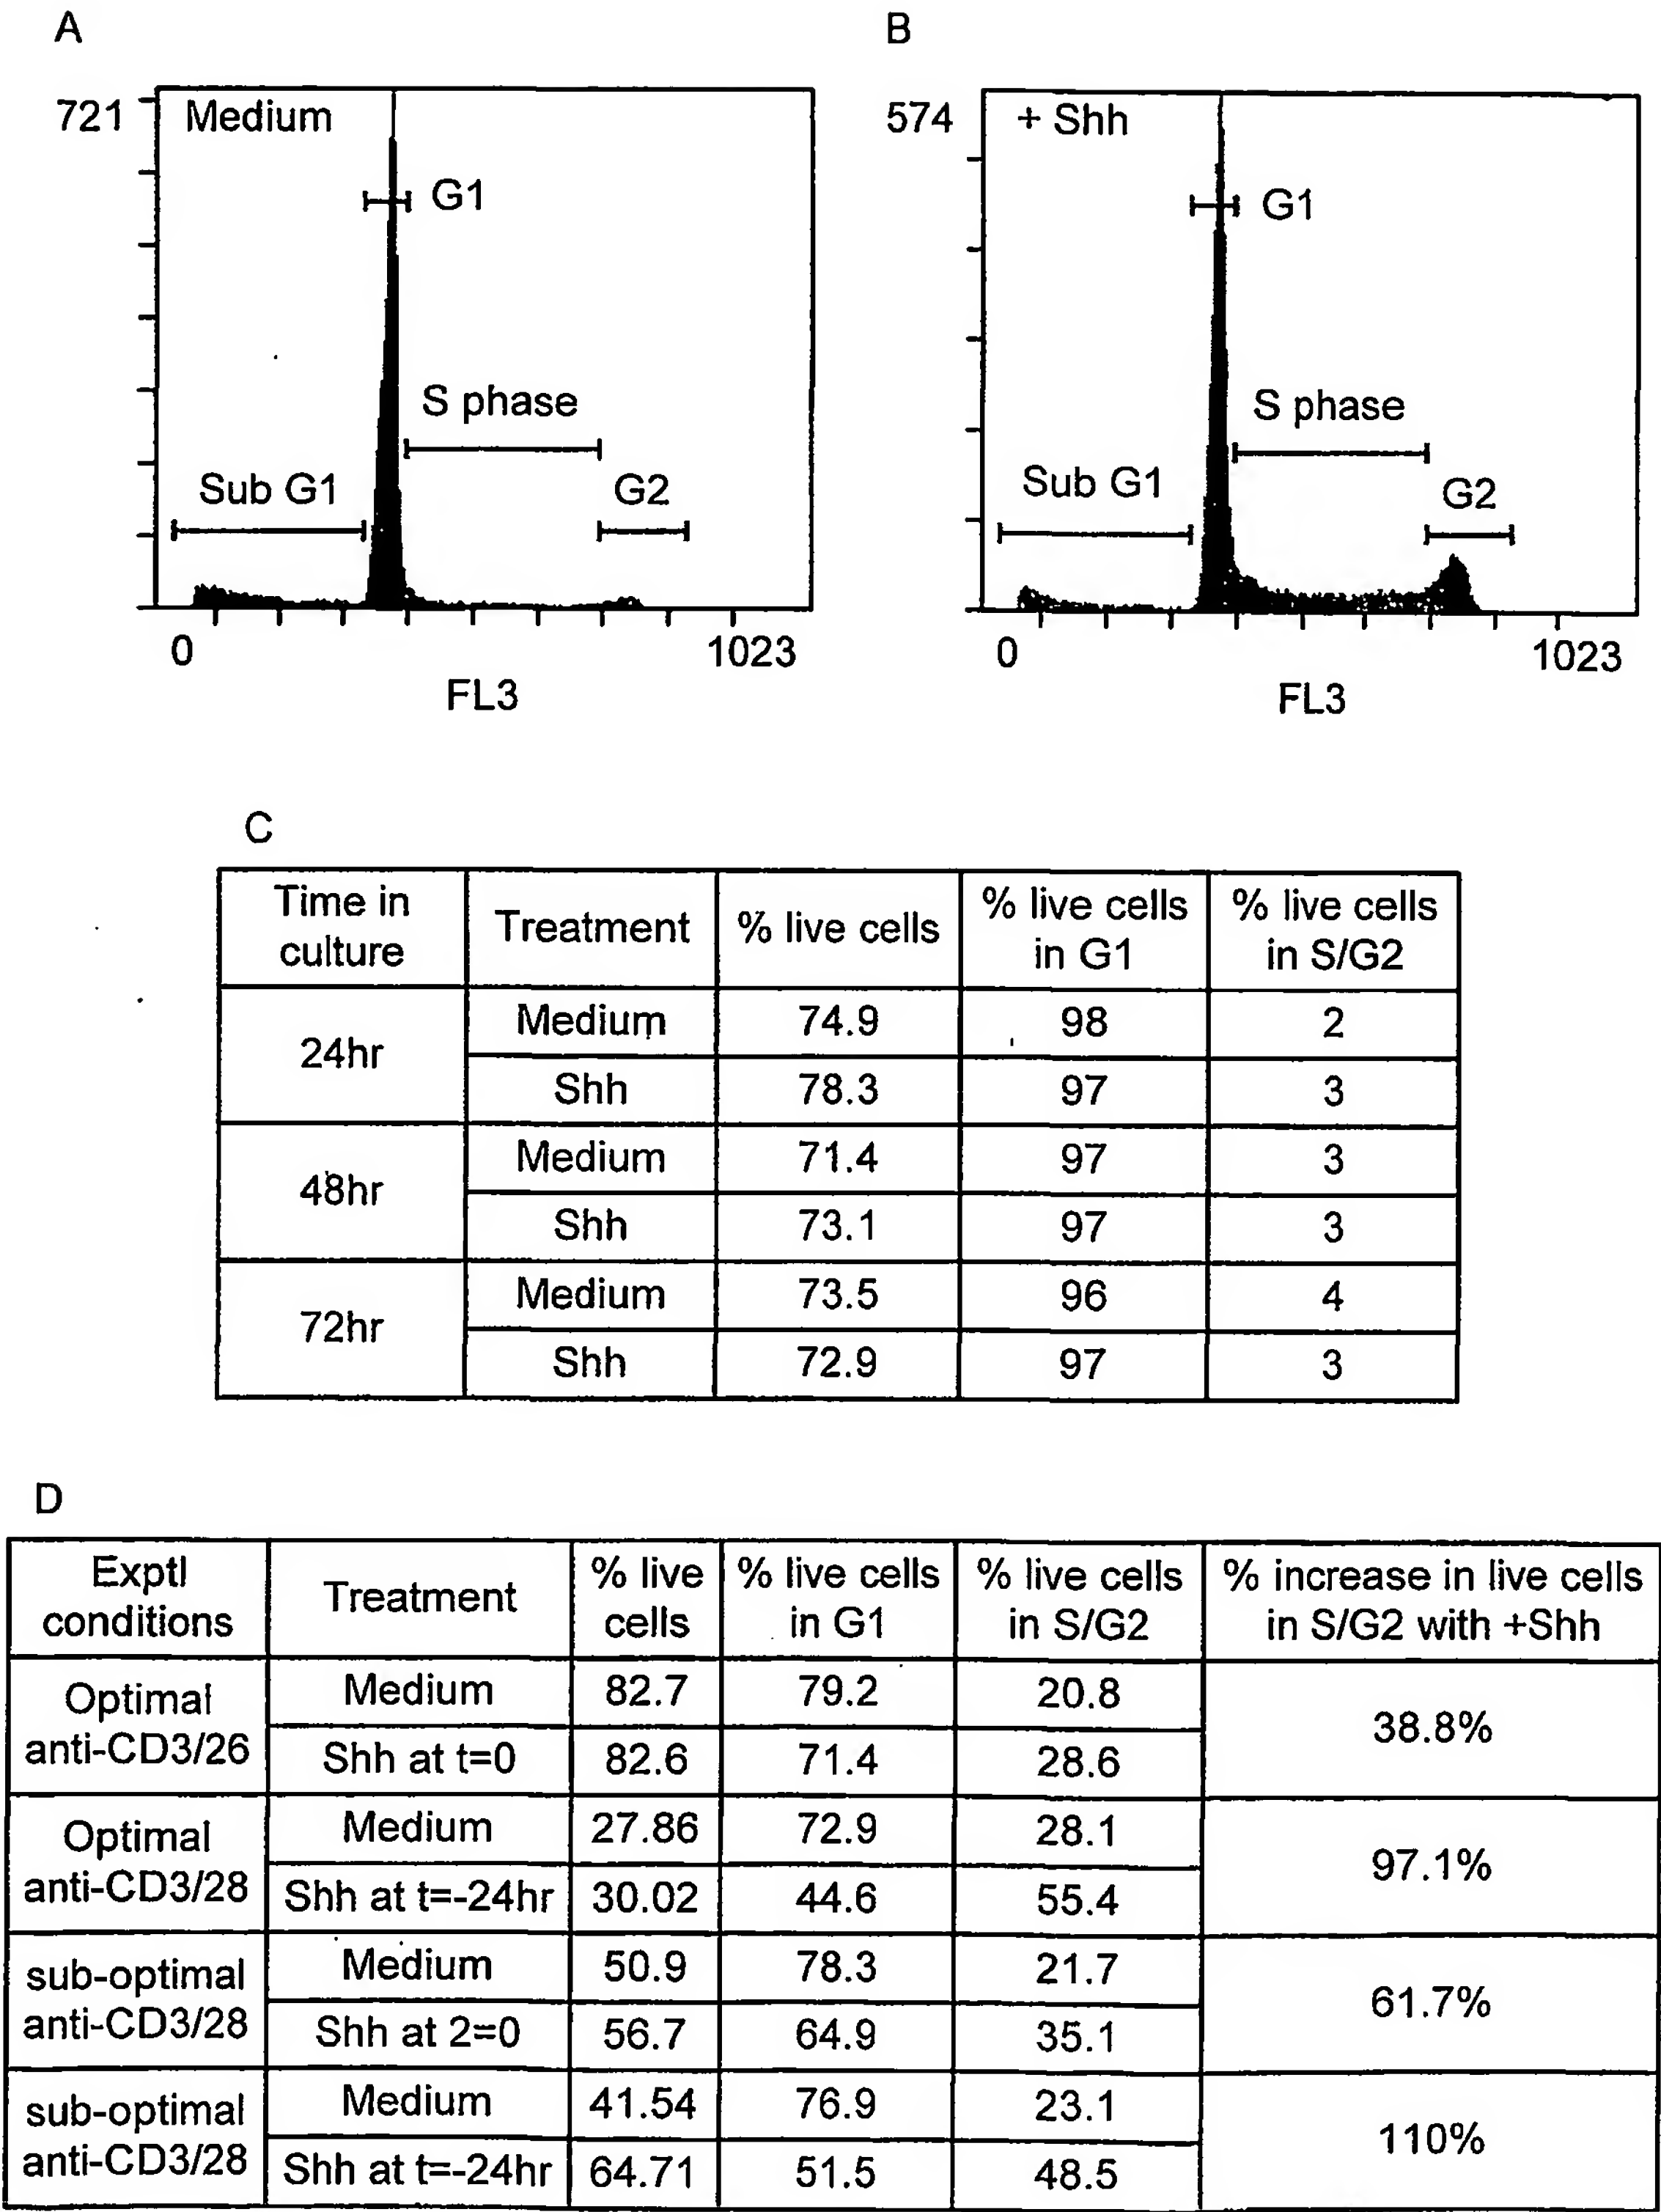 A
B
721
Medium
G1
S phase
Sub G1
G2
0
1023
FL3
574
+ Shh
G1
S phase
Sub G1
G2
0
1023
FL3
C
Time in culture
Treatment
% live cells
% live cells in G1
% live cells in S/G2
24hr
Medium 74.9 98 2
Shh 78.3 97 3
48hr
Medium 71.4 97 3
Shh 73.1 97 3
72hr
Medium 73.5 96 4
Shh 72.9 97 3
D
Exptl conditions
Treatment
% live cells
% live cells in G1
% live cells in S/G2
% increase in live cells in S/G2 with +Shh
Optimal anti-CD3/26
Medium 82.7 79.2 20.8
Shh at t=0 82.6 71.4 28.6
38.8%
Optimal anti-CD3/28
Medium 27.86 72.9 28.1
Shh at t=-24hr 30.02 44.6 55.4
97.1%
sub-optimal anti-CD3/28
Medium 50.9 78.3 21.7
Shh at 2=0 56.7 64.9 35.1
61.7%
sub-optimal anti-CD3/28
Medium 41.54 76.9 23.1
Shh at t=-24hr 64.71 51.5 48.5
110%